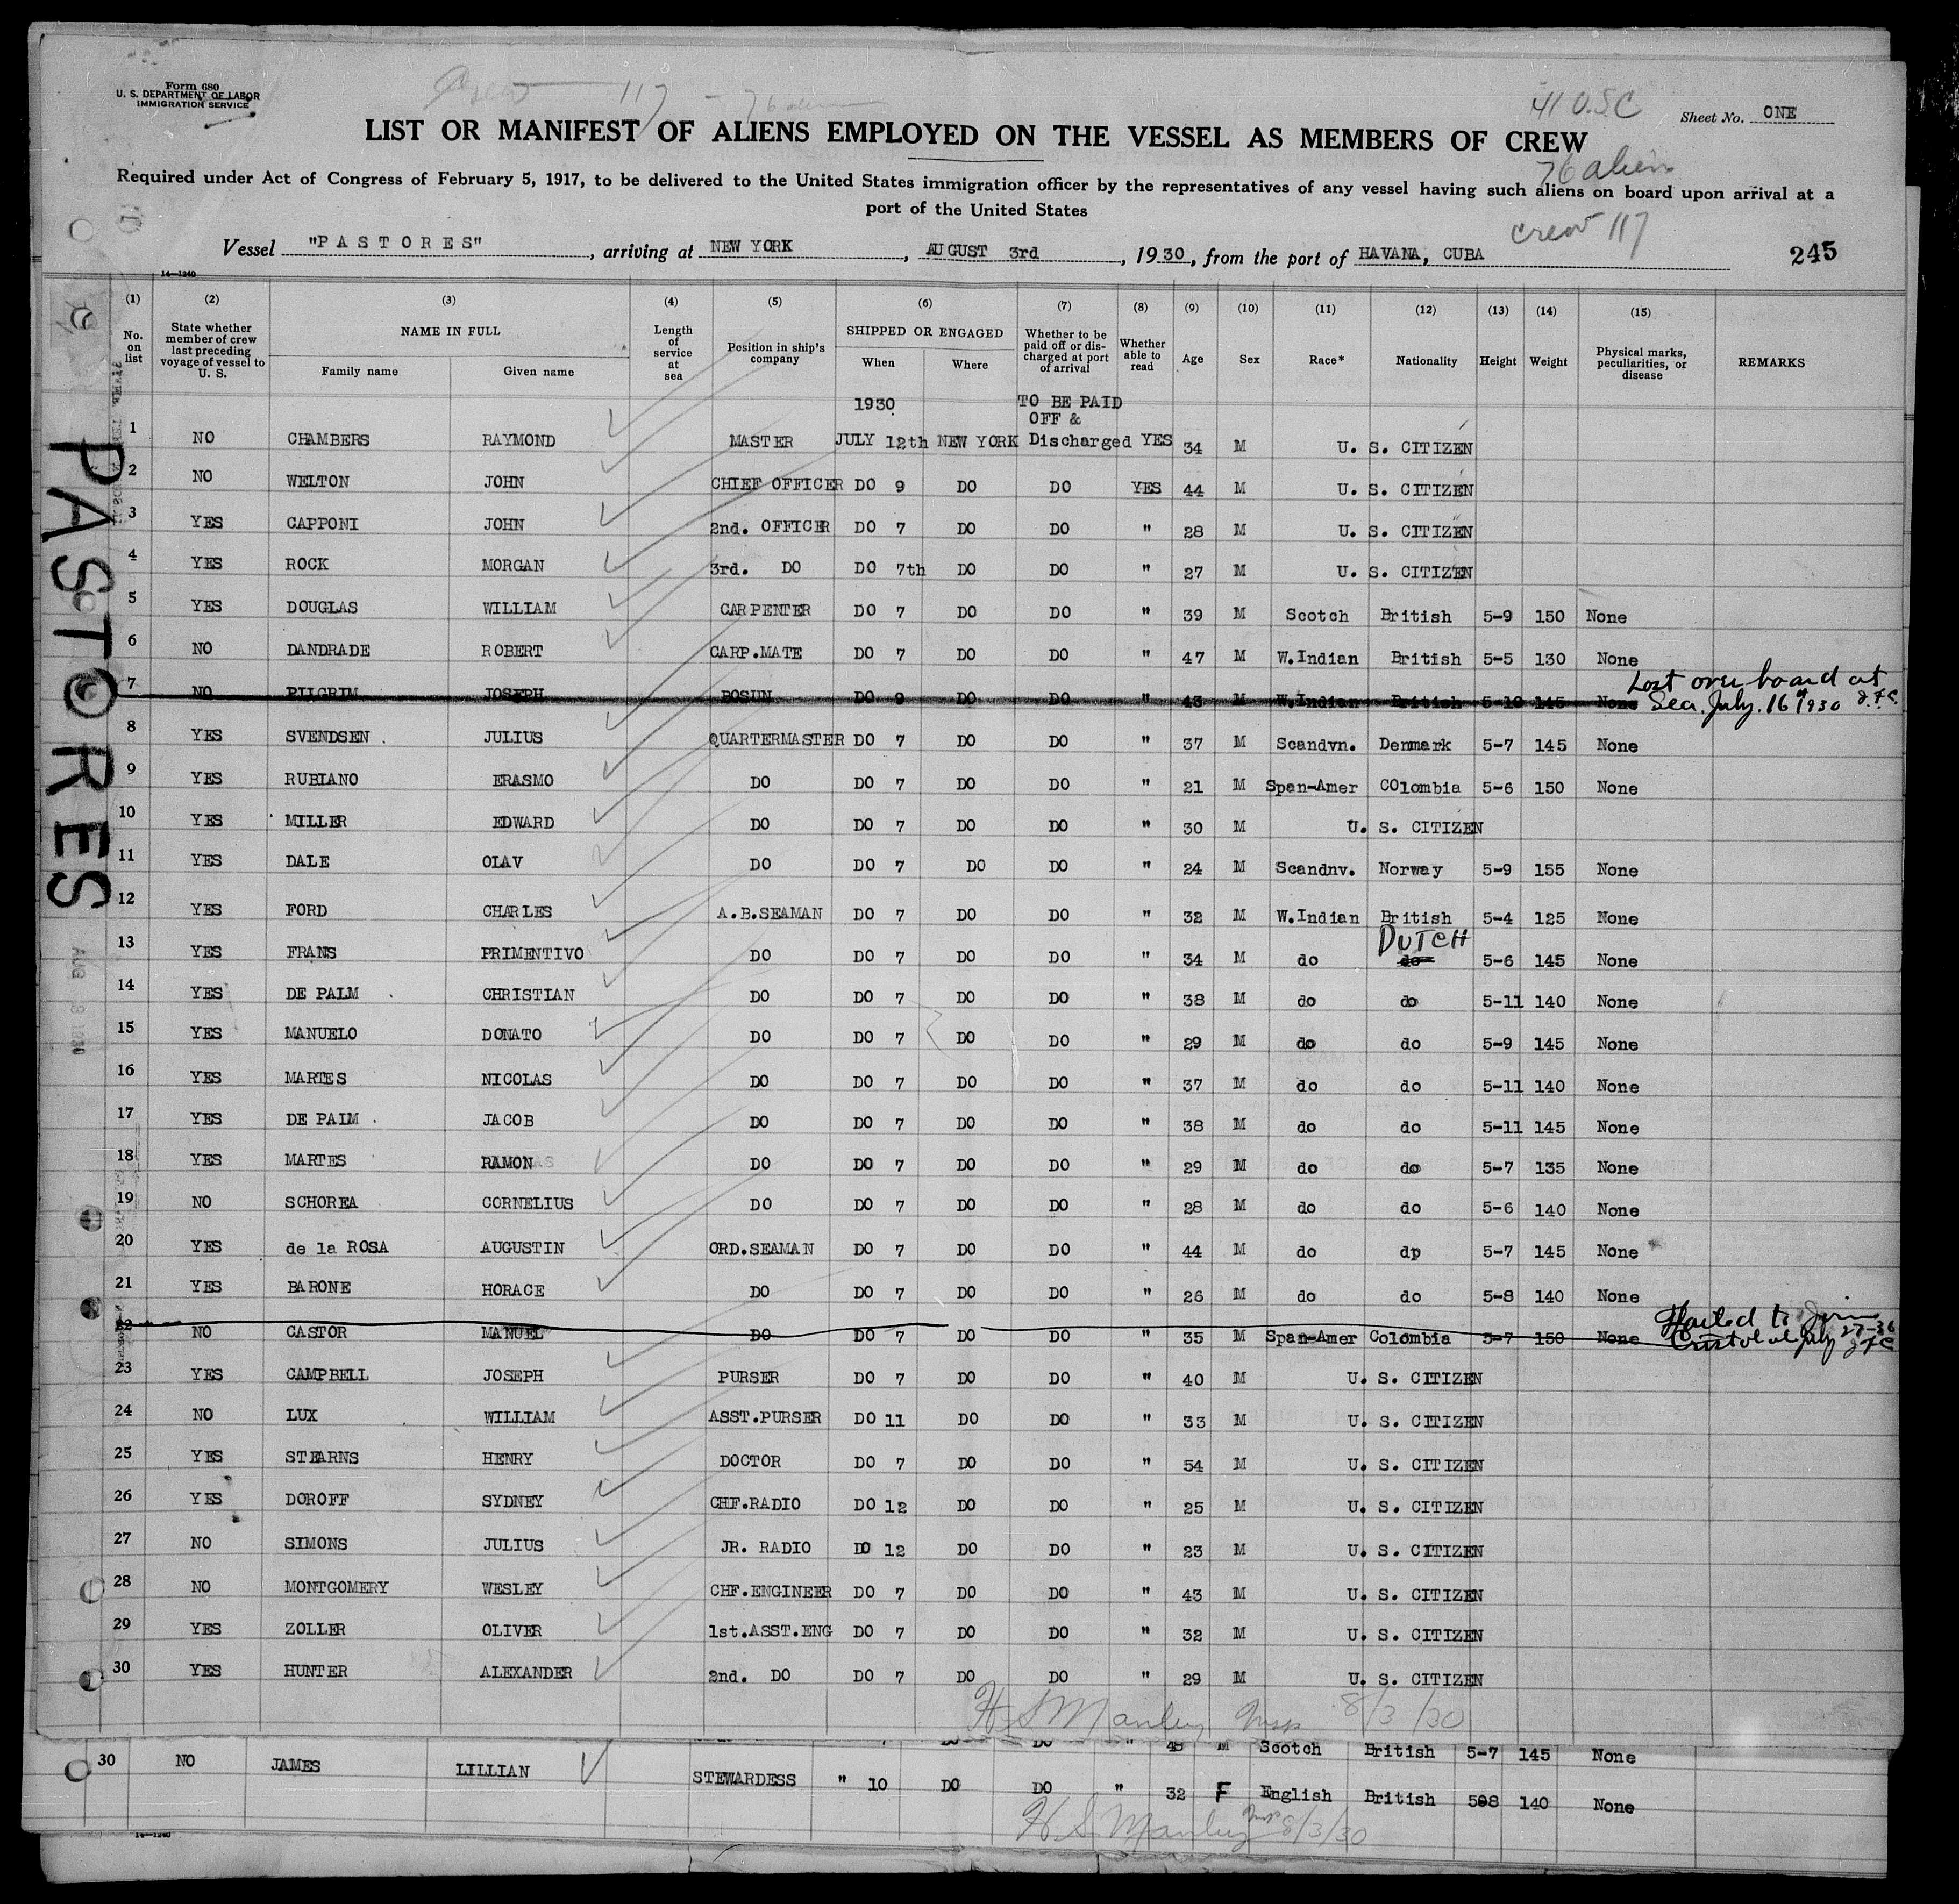 Form 680
U. S. DEPARTMENT OF LABOR
IMMIGRATION SERVICE
Crew 117 - 76 aliens
41 U.S.C
Sheet No. ONE
LIST OR MANIFEST OF ALIENS EMPLOYED ON THE VESSEL AS MEMBERS OF CREW
76 aliens
Required under Act of Congress of February 5, 1917, to be delivered to the United States immigration officer by the representatives of any vessel having such aliens on board upon arrival at a
port of the United States
crew 117
Vessel "PASTORES", arriving at NEW YORK, AUGUST 3rd, 1930, from the port of HAVANA, CUBA
245
14—1240
(1) (2) (3) (4) (5) (6) (7) (8) (9) (10) (11) (12) (13) (14) (15)
No. on list
State whether member of crew last preceding voyage of vessel to U. S.
NAME IN FULL
Family name
Given name
Length of service at sea
Position in ship's company
SHIPPED OR ENGAGED
When
Where
Whether to be paid off or discharged at port of arrival
Whether able to read
Age
Sex
Race*
Nationality
Height
Weight
Physical marks, peculiarities, or disease
REMARKS
1930 TO BE PAID
OFF &
1 NO CHAMBERS RAYMOND MASTER JULY 12th NEW YORK Discharged YES 34 M U. S. CITIZEN
2 NO WELTON JOHN CHIEF OFFICER DO 9 DO DO YES 44 M U. S. CITIZEN
3 YES CAPPONI JOHN 2nd. OFFICER DO 7 DO DO " 28 M U. S. CITIZEN
4 YES ROCK MORGAN 3rd. DO DO 7th DO DO " 27 M U. S. CITIZEN
5 YES DOUGLAS WILLIAM CARPENTER DO 7 DO DO " 39 M Scotch British 5-9 150 None
6 NO DANDRADE ROBERT CARP.MATE DO 7 DO DO " 47 M W.Indian British 5-5 130 None
7 NO PILGRIM JOSEPH BOSUN DO 9 DO DO " 43 M W.Indian British 5-10 145 None Lost over board at
Sea. July. 16th 1930 J.F.C.
8 YES SVENDSEN JULIUS QUARTERMASTER DO 7 DO DO " 37 M Scandvn. Denmark 5-7 145 None
9 YES RUBIANO ERASMO DO DO 7 DO DO " 21 M Span-Amer COlombia 5-6 150 None
10 YES MILLER EDWARD DO DO 7 DO DO " 30 M U. S. CITIZEN
11 YES DALE OLAV DO DO 7 DO DO " 24 M Scandnv. Norway 5-9 155 None
12 YES FORD CHARLES A.B.SEAMAN DO 7 DO DO " 32 M W.Indian British 5-4 125 None
DUTCH
13 YES FRANS PRIMENTIVO DO DO 7 DO DO " 34 M do do 5-6 145 None
14 YES DE PALM CHRISTIAN DO DO 7 DO DO " 38 M do do 5-11 140 None
15 YES MANUELO DONATO DO DO 7 DO DO " 29 M do do 5-9 145 None
16 YES MARTES NICOLAS DO DO 7 DO DO " 37 M do do 5-11 140 None
17 YES DE PALM JACOB DO DO 7 DO DO " 38 M do do 5-11 145 None
18 YES MARTES RAMON DO DO 7 DO DO " 29 M do do 5-7 135 None
19 NO SCHOREA CORNELIUS DO DO 7 DO DO " 28 M do do 5-6 140 None
20 YES de la ROSA AUGUSTIN ORD.SEAMAN DO 7 DO DO " 44 M do dp 5-7 145 None
21 YES BARONE HORACE DO DO 7 DO DO " 26 M do do 5-8 140 None
22 NO CASTOR MANUEL DO DO 7 DO DO " 35 M Span-Amer Colombia 5-7 150 None Failed to Join
Cristobal July 27-30 JFC
23 YES CAMPBELL JOSEPH PURSER DO 7 DO DO " 40 M U. S. CITIZEN
24 NO LUX WILLIAM ASST.PURSER DO 11 DO DO " 33 M U. S. CITIZEN
25 YES STEARNS HENRY DOCTOR DO 7 DO DO " 54 M U. S. CITIZEN
26 YES DOROFF SYDNEY CHF.RADIO DO 12 DO DO " 25 M U. S. CITIZEN
27 NO SIMONS JULIUS JR. RADIO DO 12 DO DO " 23 M U. S. CITIZEN
28 NO MONTGOMERY WESLEY CHF.ENGINEER DO 7 DO DO " 43 M U. S. CITIZEN
29 YES ZOLLER OLIVER 1st.ASST.ENG DO 7 DO DO " 32 M U. S. CITIZEN
30 YES HUNTER ALEXANDER 2nd. DO DO 7 DO DO " 29 M U. S. CITIZEN
H S Manley Insp 8/3/30
DO DO " 45 M Scotch British 5-7 145 None
30 NO JAMES LILLIAN STEWARDESS " 10 DO DO " 32 F English British 508 140 None
H S Manley Insp 8/3/30
14—1240
PASTORES
AUG 3 1930